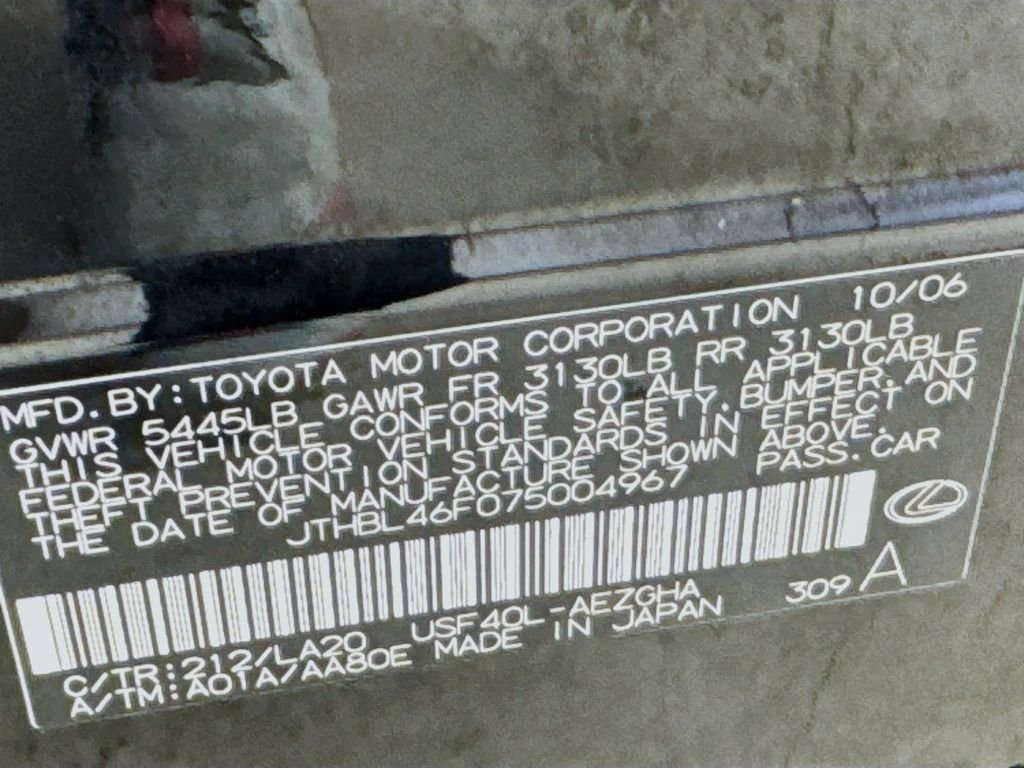 MFD. BY: TOYOTA MOTOR CORPORATION 10/06
GVWR 5445LB GAWR FR 3130LB RR 3130LB
THIS VEHICLE CONFORMS TO ALL APPLICABLE
FEDERAL MOTOR VEHICLE SAFETY, BUMPER, AND
THEFT PREVENTION STANDARDS IN EFFECT ON
THE DATE OF MANUFACTURE SHOWN ABOVE.
JTHBL46F075004967 PASS. CAR
C/TR: 212/LA20 USF40L-AEZGHA 309 A
A/TM: A01A/AA80E MADE IN JAPAN